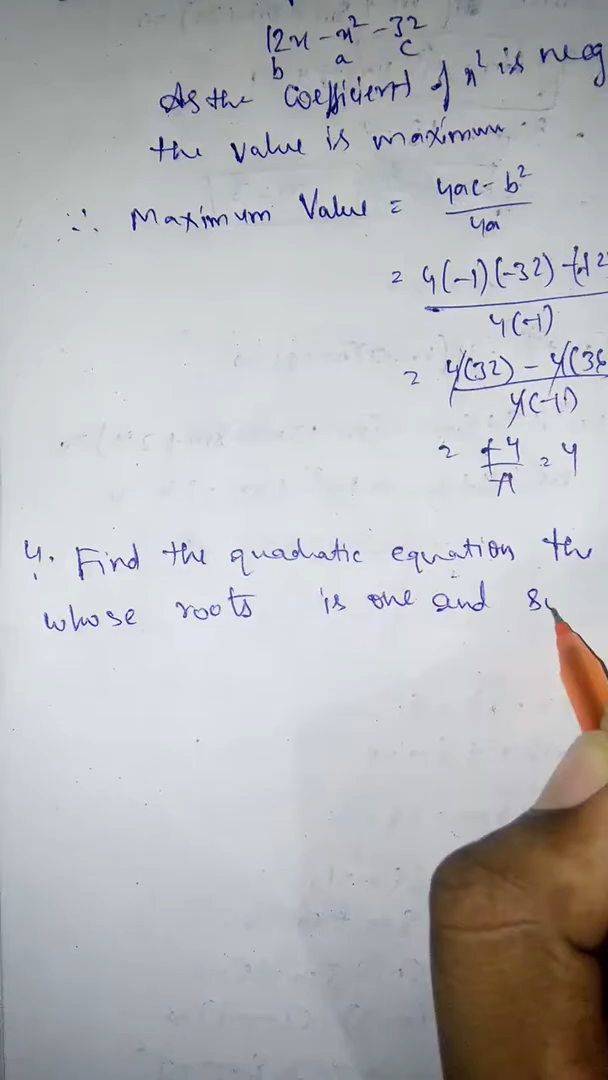 12x - x² - 32
b a c
As the coefficient of x² is neg
the value is maximum.
∴ Maximum Value = 4ac - b² / 4a
= 4(-1)(-32) - (12 / 4(-1)
= 4(32) - 4(36 / 4(-1)
= -4 / -1 = 4
4. Find the quadratic equation the
whose roots is one and su